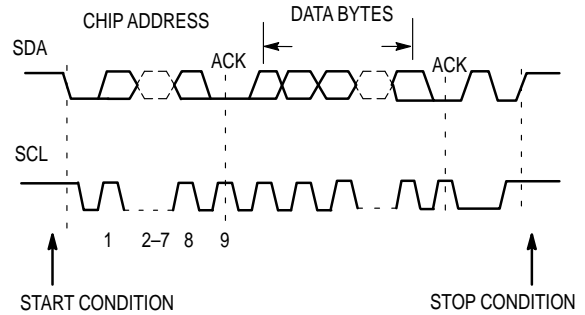 CHIP ADDRESS
DATA BYTES
SDA
ACK
ACK
SCL
1
2–7
8
9
START CONDITION
STOP CONDITION